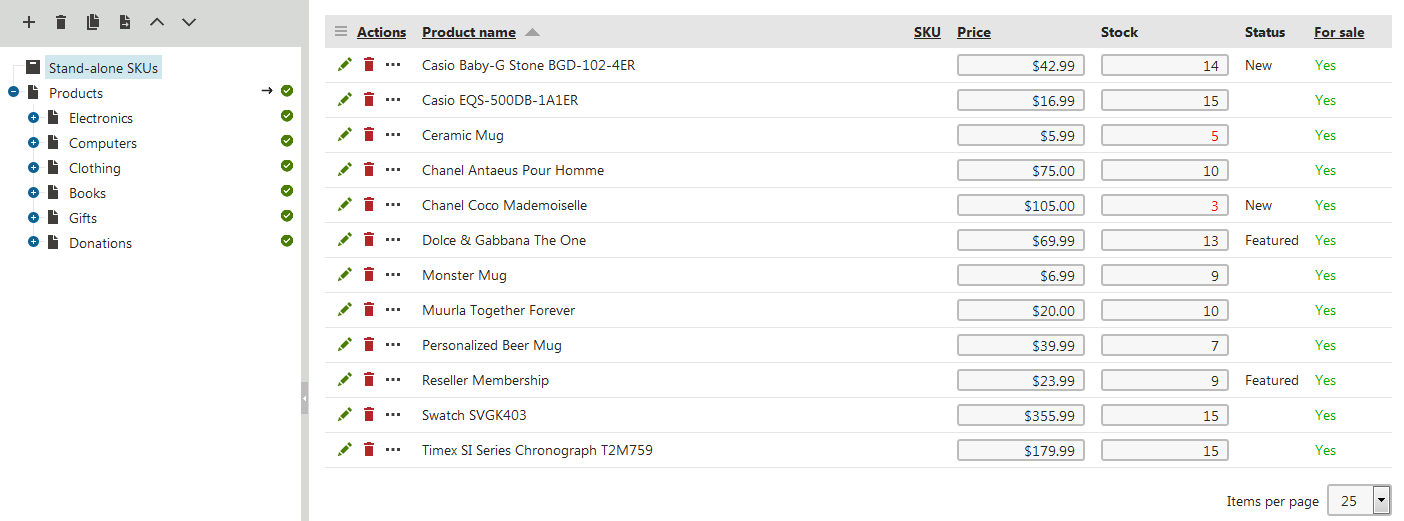 Stand-alone SKUs
Products
Electronics
Computers
Clothing
Books
Gifts
Donations
Actions Product name SKU Price Stock Status For sale
Casio Baby-G Stone BGD-102-4ER $42.99 14 New Yes
Casio EQS-500DB-1A1ER $16.99 15 Yes
Ceramic Mug $5.99 5 Yes
Chanel Antaeus Pour Homme $75.00 10 Yes
Chanel Coco Mademoiselle $105.00 3 New Yes
Dolce & Gabbana The One $69.99 13 Featured Yes
Monster Mug $6.99 9 Yes
Muurla Together Forever $20.00 10 Yes
Personalized Beer Mug $39.99 7 Yes
Reseller Membership $23.99 9 Featured Yes
Swatch SVGK403 $355.99 15 Yes
Timex SI Series Chronograph T2M759 $179.99 15 Yes
Items per page 25